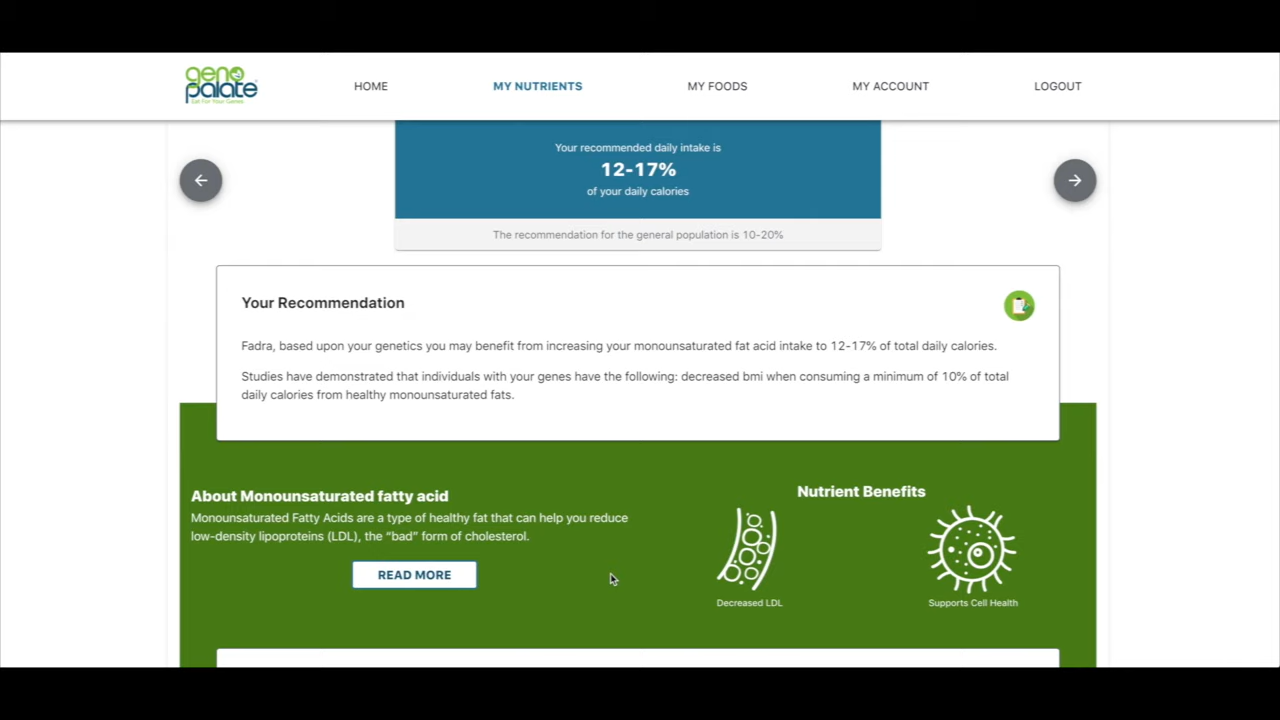 geno
palate
Eat For Your Genes
HOME
MY NUTRIENTS
MY FOODS
MY ACCOUNT
LOGOUT
Your recommended daily intake is
12-17%
of your daily calories
The recommendation for the general population is 10-20%
Your Recommendation
Fadra, based upon your genetics you may benefit from increasing your monounsaturated fat acid intake to 12-17% of total daily calories.
Studies have demonstrated that individuals with your genes have the following: decreased bmi when consuming a minimum of 10% of total
daily calories from healthy monounsaturated fats.
About Monounsaturated fatty acid
Monounsaturated Fatty Acids are a type of healthy fat that can help you reduce
low-density lipoproteins (LDL), the “bad” form of cholesterol.
READ MORE
Nutrient Benefits
Decreased LDL
Supports Cell Health